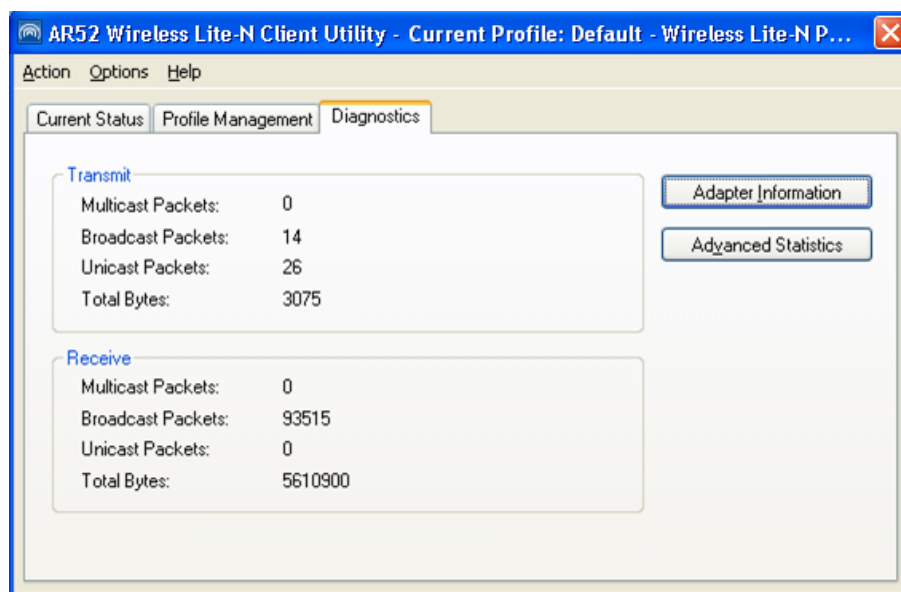 AR52 Wireless Lite-N Client Utility - Current Profile: Default - Wireless Lite-N P...
Action Options Help
Current Status Profile Management Diagnostics
Transmit
Multicast Packets: 0
Broadcast Packets: 14
Unicast Packets: 26
Total Bytes: 3075
Adapter Information
Advanced Statistics
Receive
Multicast Packets: 0
Broadcast Packets: 93515
Unicast Packets: 0
Total Bytes: 5610900